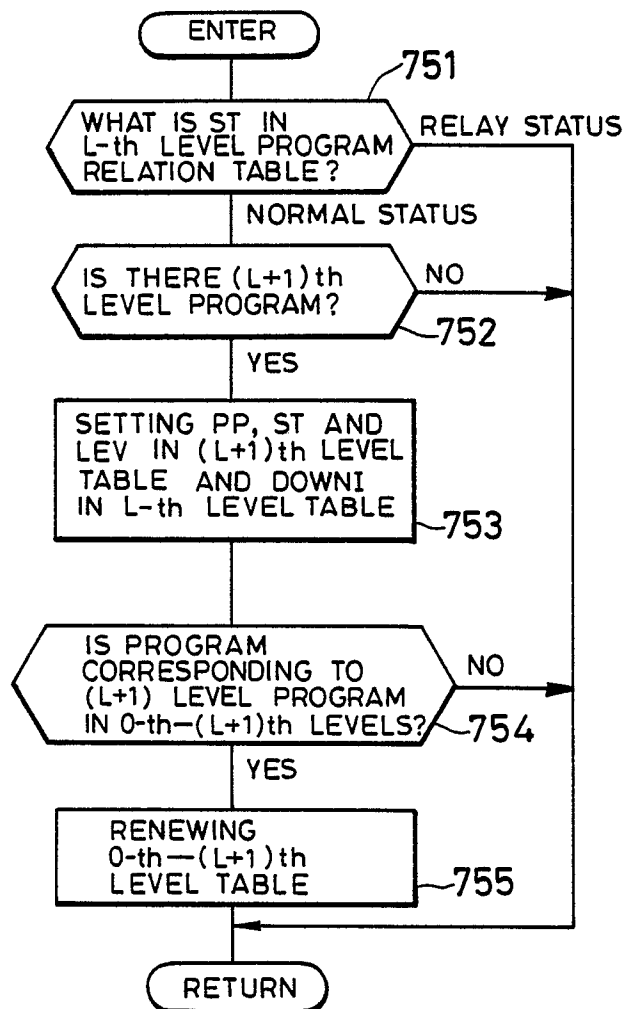 ENTER
751
WHAT IS ST IN
L-th LEVEL PROGRAM
RELATION TABLE?
RELAY STATUS
NORMAL STATUS
IS THERE (L+1)th
LEVEL PROGRAM?
NO
752
YES
SETTING PP, ST AND
LEV IN (L+1)th LEVEL
TABLE AND DOWNI
IN L-th LEVEL TABLE
753
IS PROGRAM
CORRESPONDING TO
(L+1) LEVEL PROGRAM
IN 0-th—(L+1)th LEVELS?
NO
754
YES
RENEWING
0-th—(L+1)th
LEVEL TABLE
755
RETURN